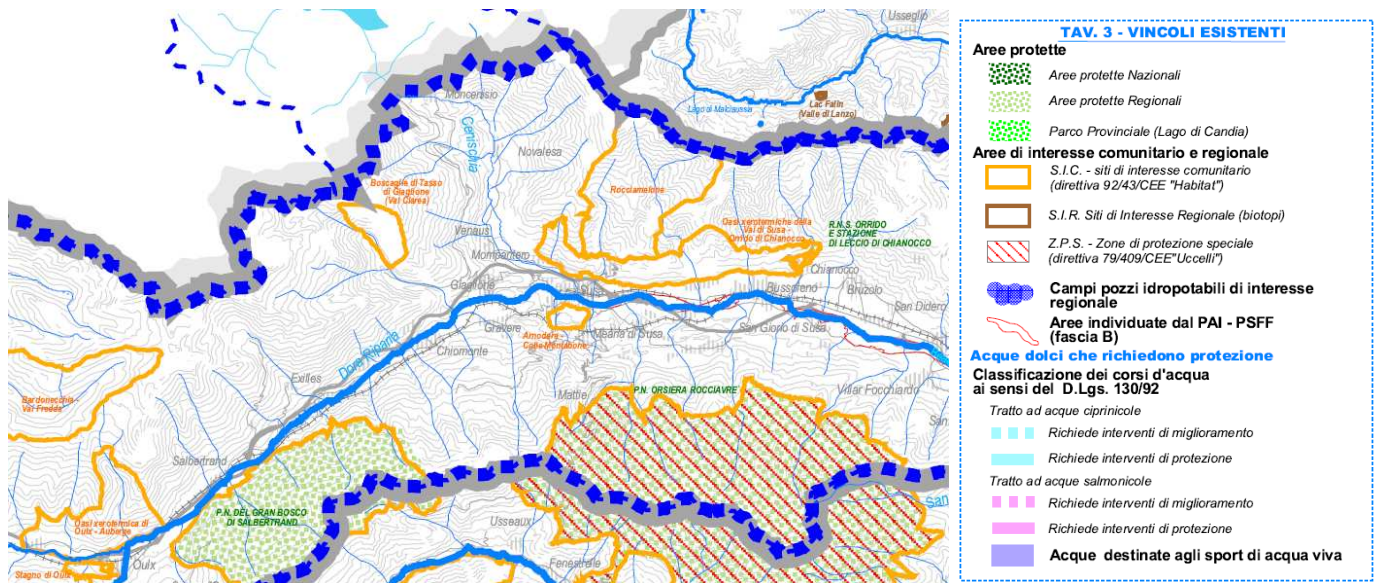 Usseglio
Moncenisio
Lago di Malciaussia
Lac Falin
(Valle di Lanzo)
Cenischia
Novalesa
Boscaglie di Tasso
di Giaglione
(Val Clarea)
Rocciamelone
Oasi xerotermiche della
Val di Susa -
Orrido di Chianocco
R.N.S. ORRIDO
E STAZIONE
DI LECCIO DI CHIANOCCO
Venaus
Mompantero
Chianocco
Giaglione
Susa
Bussoleno
Bruzolo
San Didero
Gravere
Arnodera -
Colle Montabone
Meana di Susa
San Giorio di Susa
Dora Riparia
Chiomonte
Exilles
Mattie
P.N. ORSIERA ROCCIAVRE'
Villar Focchiardo
Bardonecchia -
Val Fredda
San
Salbertrand
P.N. DEL GRAN BOSCO
DI SALBERTRAND
Oasi xerotermica di
Oulx - Auberge
Usseaux
San
Oulx
Stagno di Oulx
Fenestrelle
TAV. 3 - VINCOLI ESISTENTI
Aree protette
Aree protette Nazionali
Aree protette Regionali
Parco Provinciale (Lago di Candia)
Aree di interesse comunitario e regionale
S.I.C. - siti di interesse comunitario
(direttiva 92/43/CEE "Habitat")
S.I.R. Siti di Interesse Regionale (biotopi)
Z.P.S. - Zone di protezione speciale
(direttiva 79/409/CEE"Uccelli")
Campi pozzi idropotabili di interesse
regionale
Aree individuate dal PAI - PSFF
(fascia B)
Acque dolci che richiedono protezione
Classificazione dei corsi d'acqua
ai sensi del D.Lgs. 130/92
Tratto ad acque ciprinicole
Richiede interventi di miglioramento
Richiede interventi di protezione
Tratto ad acque salmonicole
Richiede interventi di miglioramento
Richiede interventi di protezione
Acque destinate agli sport di acqua viva